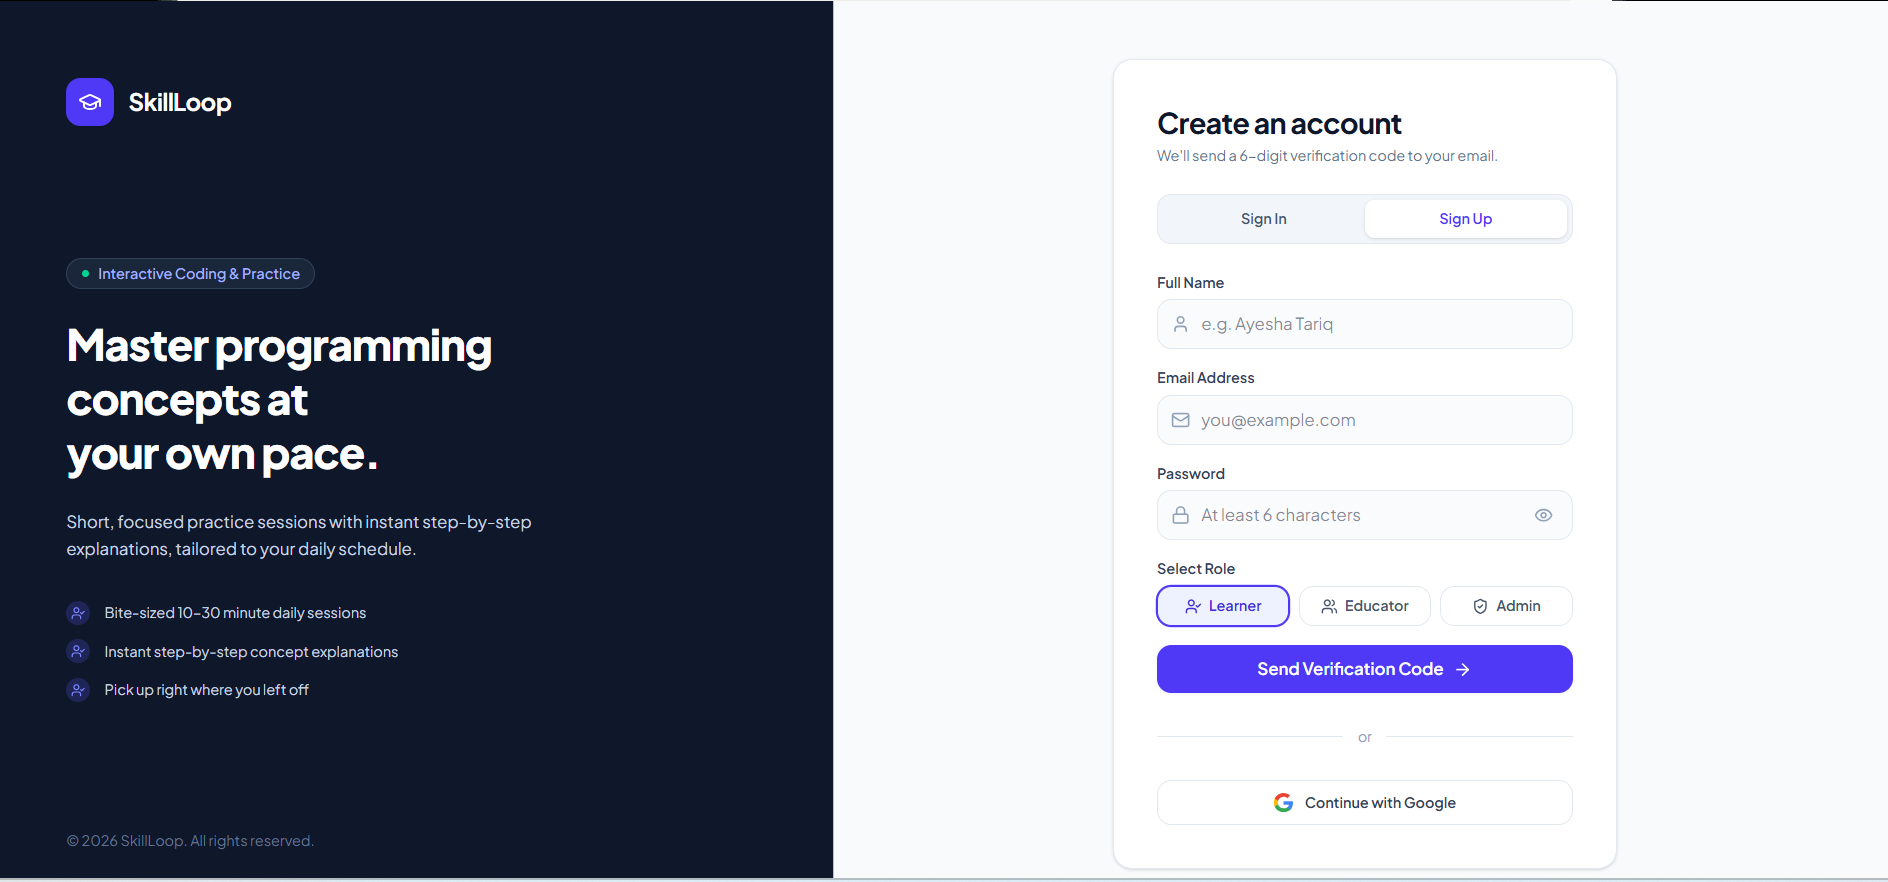 SkillLoop
Interactive Coding & Practice
Master programming
concepts at
your own pace.
Short, focused practice sessions with instant step-by-step
explanations, tailored to your daily schedule.
Bite-sized 10-30 minute daily sessions
Instant step-by-step concept explanations
Pick up right where you left off
© 2026 SkillLoop. All rights reserved.
Create an account
We'll send a 6-digit verification code to your email.
Sign In
Sign Up
Full Name
e.g. Ayesha Tariq
Email Address
you@example.com
Password
At least 6 characters
Select Role
Learner
Educator
Admin
Send Verification Code →
or
Continue with Google